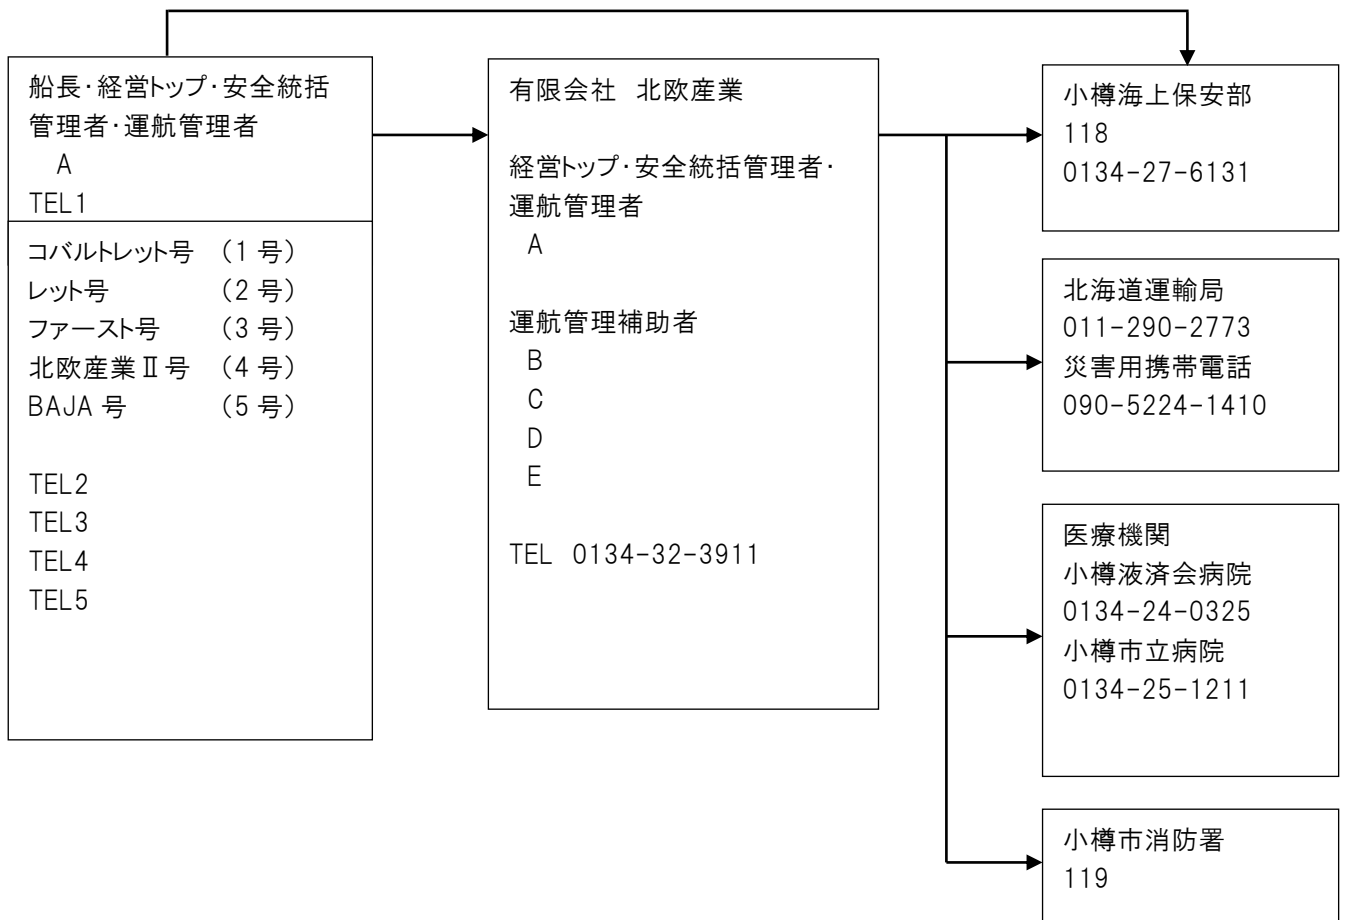 船長・経営トップ・安全統括
管理者・運航管理者
A
TEL1
コバルトレット号 （1号）
レット号 （2号）
ファースト号 （3号）
北欧産業Ⅱ号 （4号）
BAJA号 （5号）
TEL2
TEL3
TEL4
TEL5
有限会社 北欧産業
経営トップ・安全統括管理者・
運航管理者
A
運航管理補助者
B
C
D
E
TEL 0134-32-3911
小樽海上保安部
118
0134-27-6131
北海道運輸局
011-290-2773
災害用携帯電話
090-5224-1410
医療機関
小樽液済会病院
0134-24-0325
小樽市立病院
0134-25-1211
小樽市消防署
119